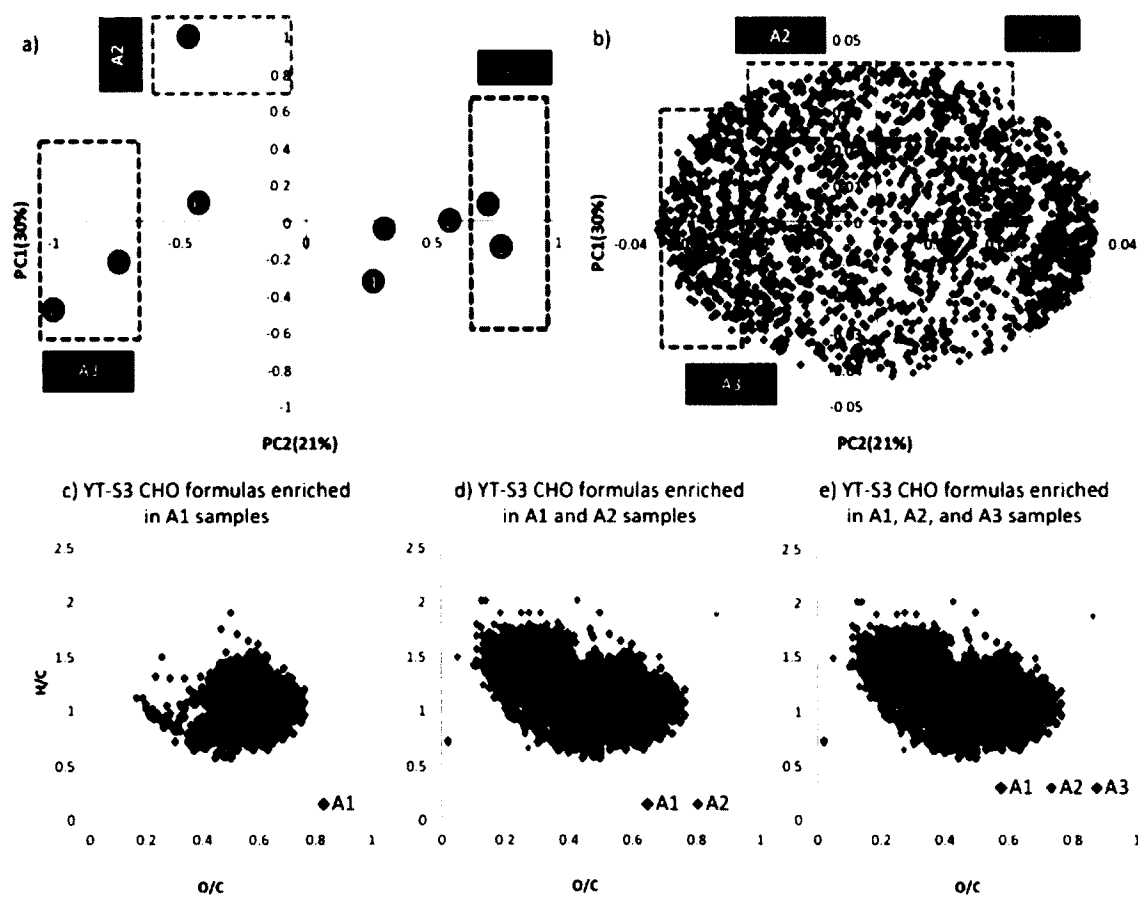 a)
A2
1
0 8
0.6
0.4
0.2
0
-0.2
-0.4
-0.6
-0.8
-1
-1
-0.5
0
0 5
1
PC1(30%)
A3
PC2(21%)
b)
A2
0 05
0
-0.04
0 04
-0 05
PC1(30%)
A3
PC2(21%)
c) YT-S3 CHO formulas enriched
in A1 samples
2 5
2
1.5
1
0.5
0
H/C
A1
0 0.2 0.4 0.6 0.8 1
O/C
d) YT-S3 CHO formulas enriched
in A1 and A2 samples
2.5
2
1.5
1
0.5
0
A1 A2
0 0.2 0.4 0.6 0.8 1
O/C
e) YT-S3 CHO formulas enriched
in A1, A2, and A3 samples
2 5
2
1.5
1
0.5
0
A1 A2 A3
0 0.2 0.4 0.6 0.8 1
O/C